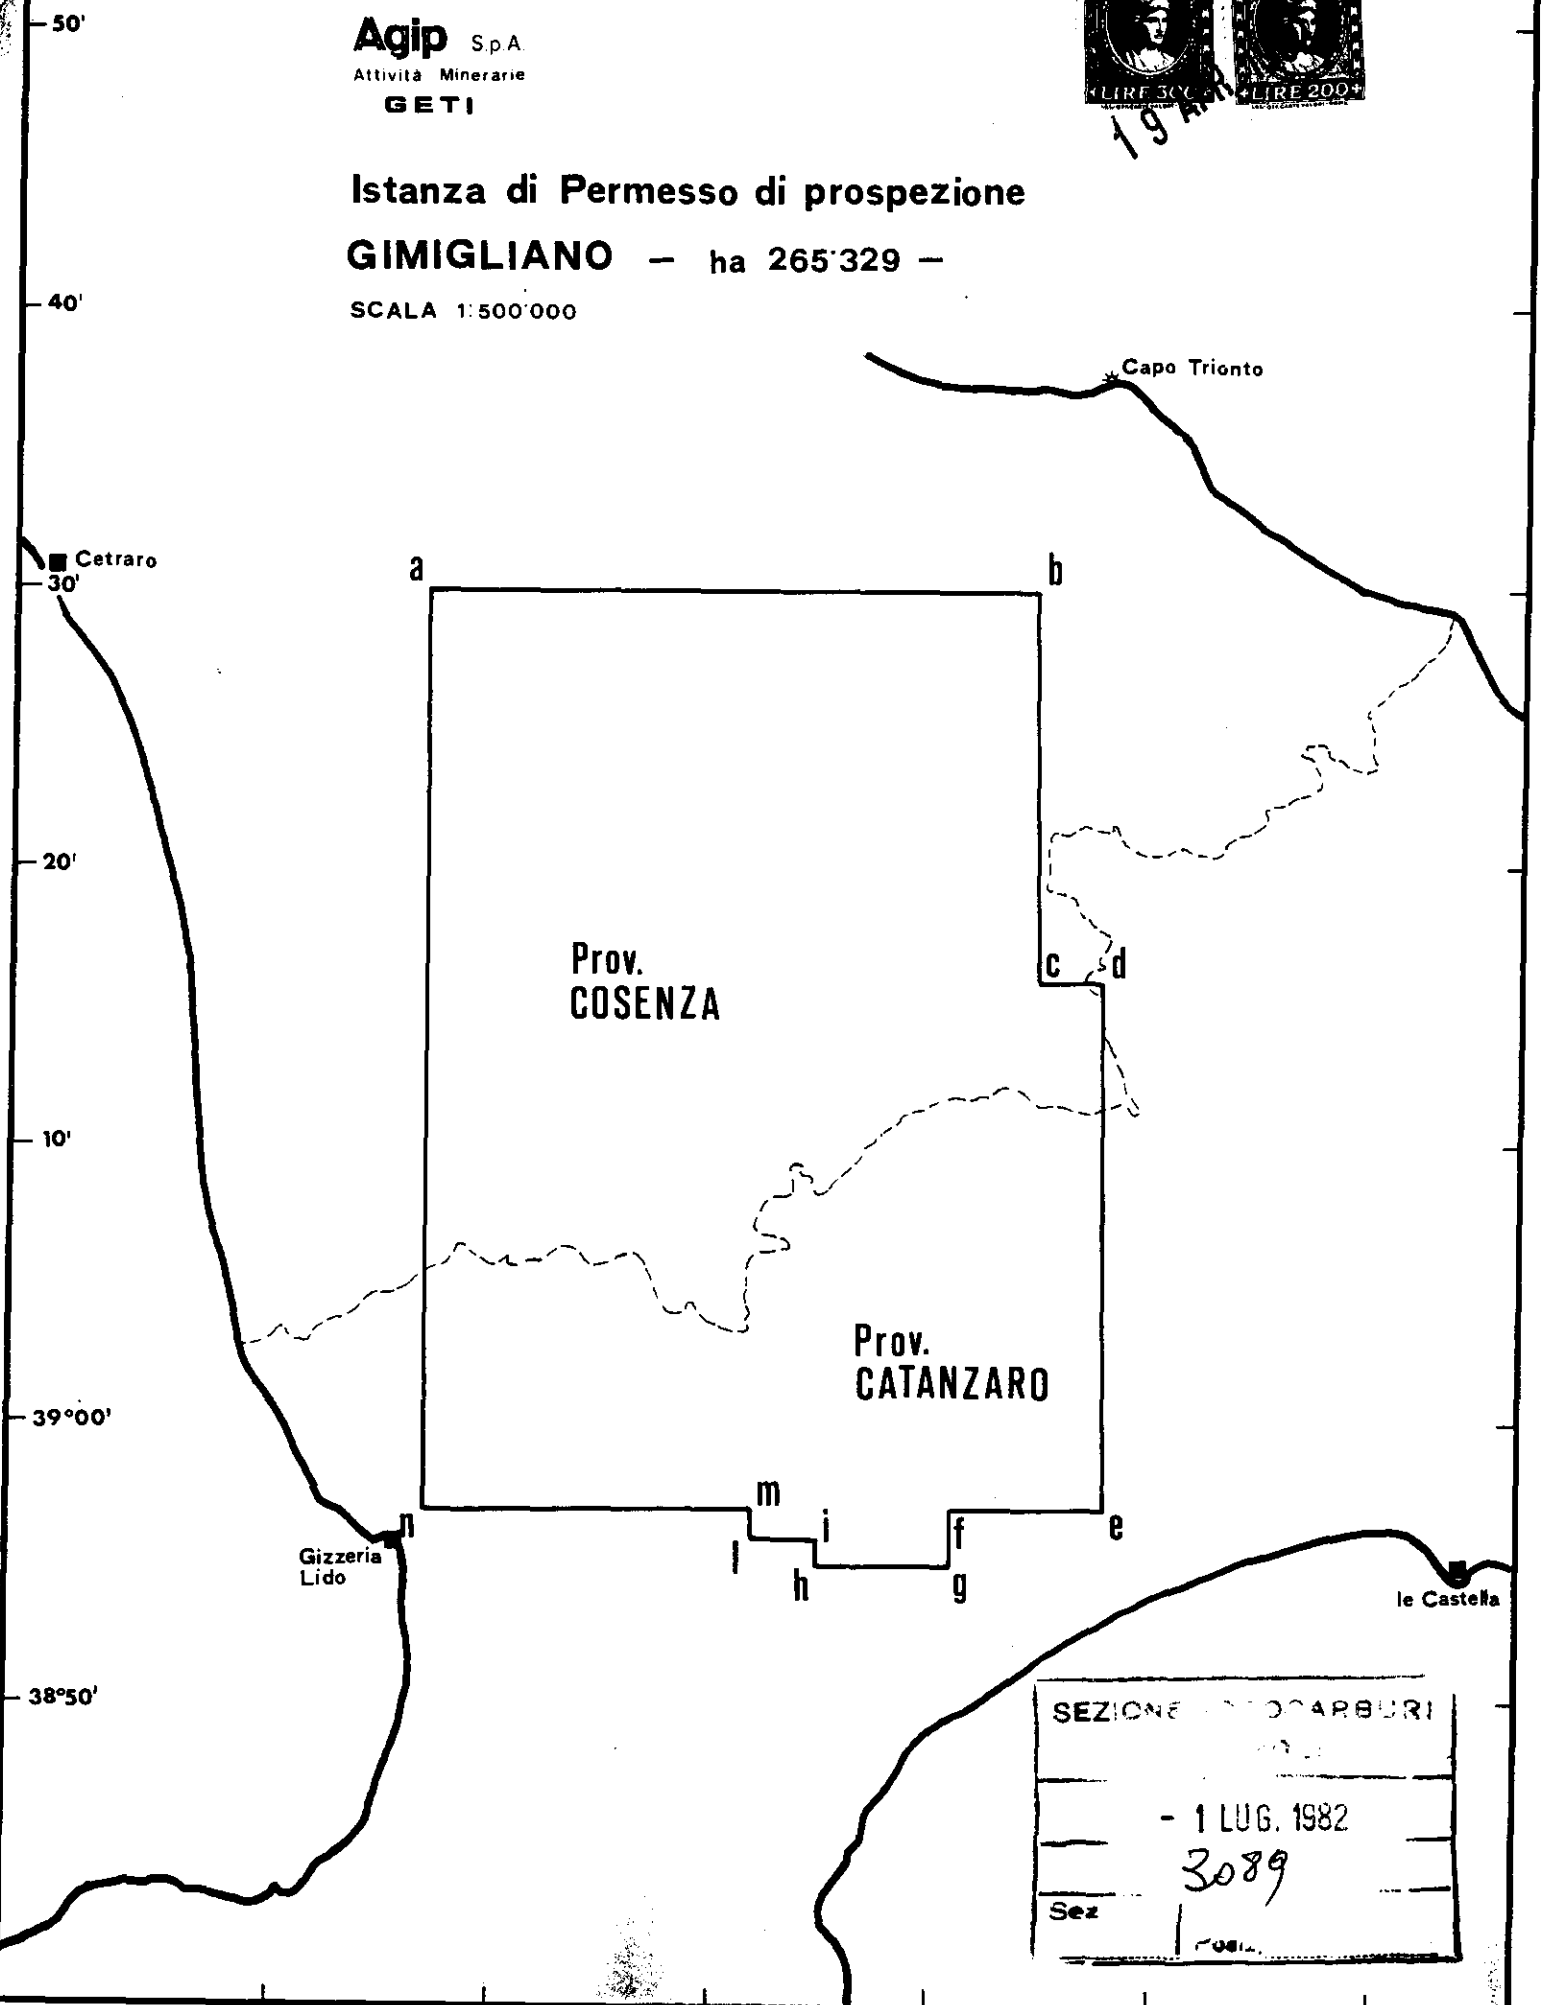 50'
Agip S.p.A.
Attività Minerarie
GETI
LIRE 300
LIRE 200
19
Istanza di Permesso di prospezione
GIMIGLIANO - ha 265'329 -
SCALA 1:500'000
40'
Capo Trionto
Cetraro
30'
a
b
20'
Prov.
COSENZA
c
d
10'
Prov.
CATANZARO
39°00'
m
n
i
f
e
l
h
g
Gizzeria
Lido
le Castella
38°50'
SEZIONE
- 1 LUG. 1982
3089
Sez